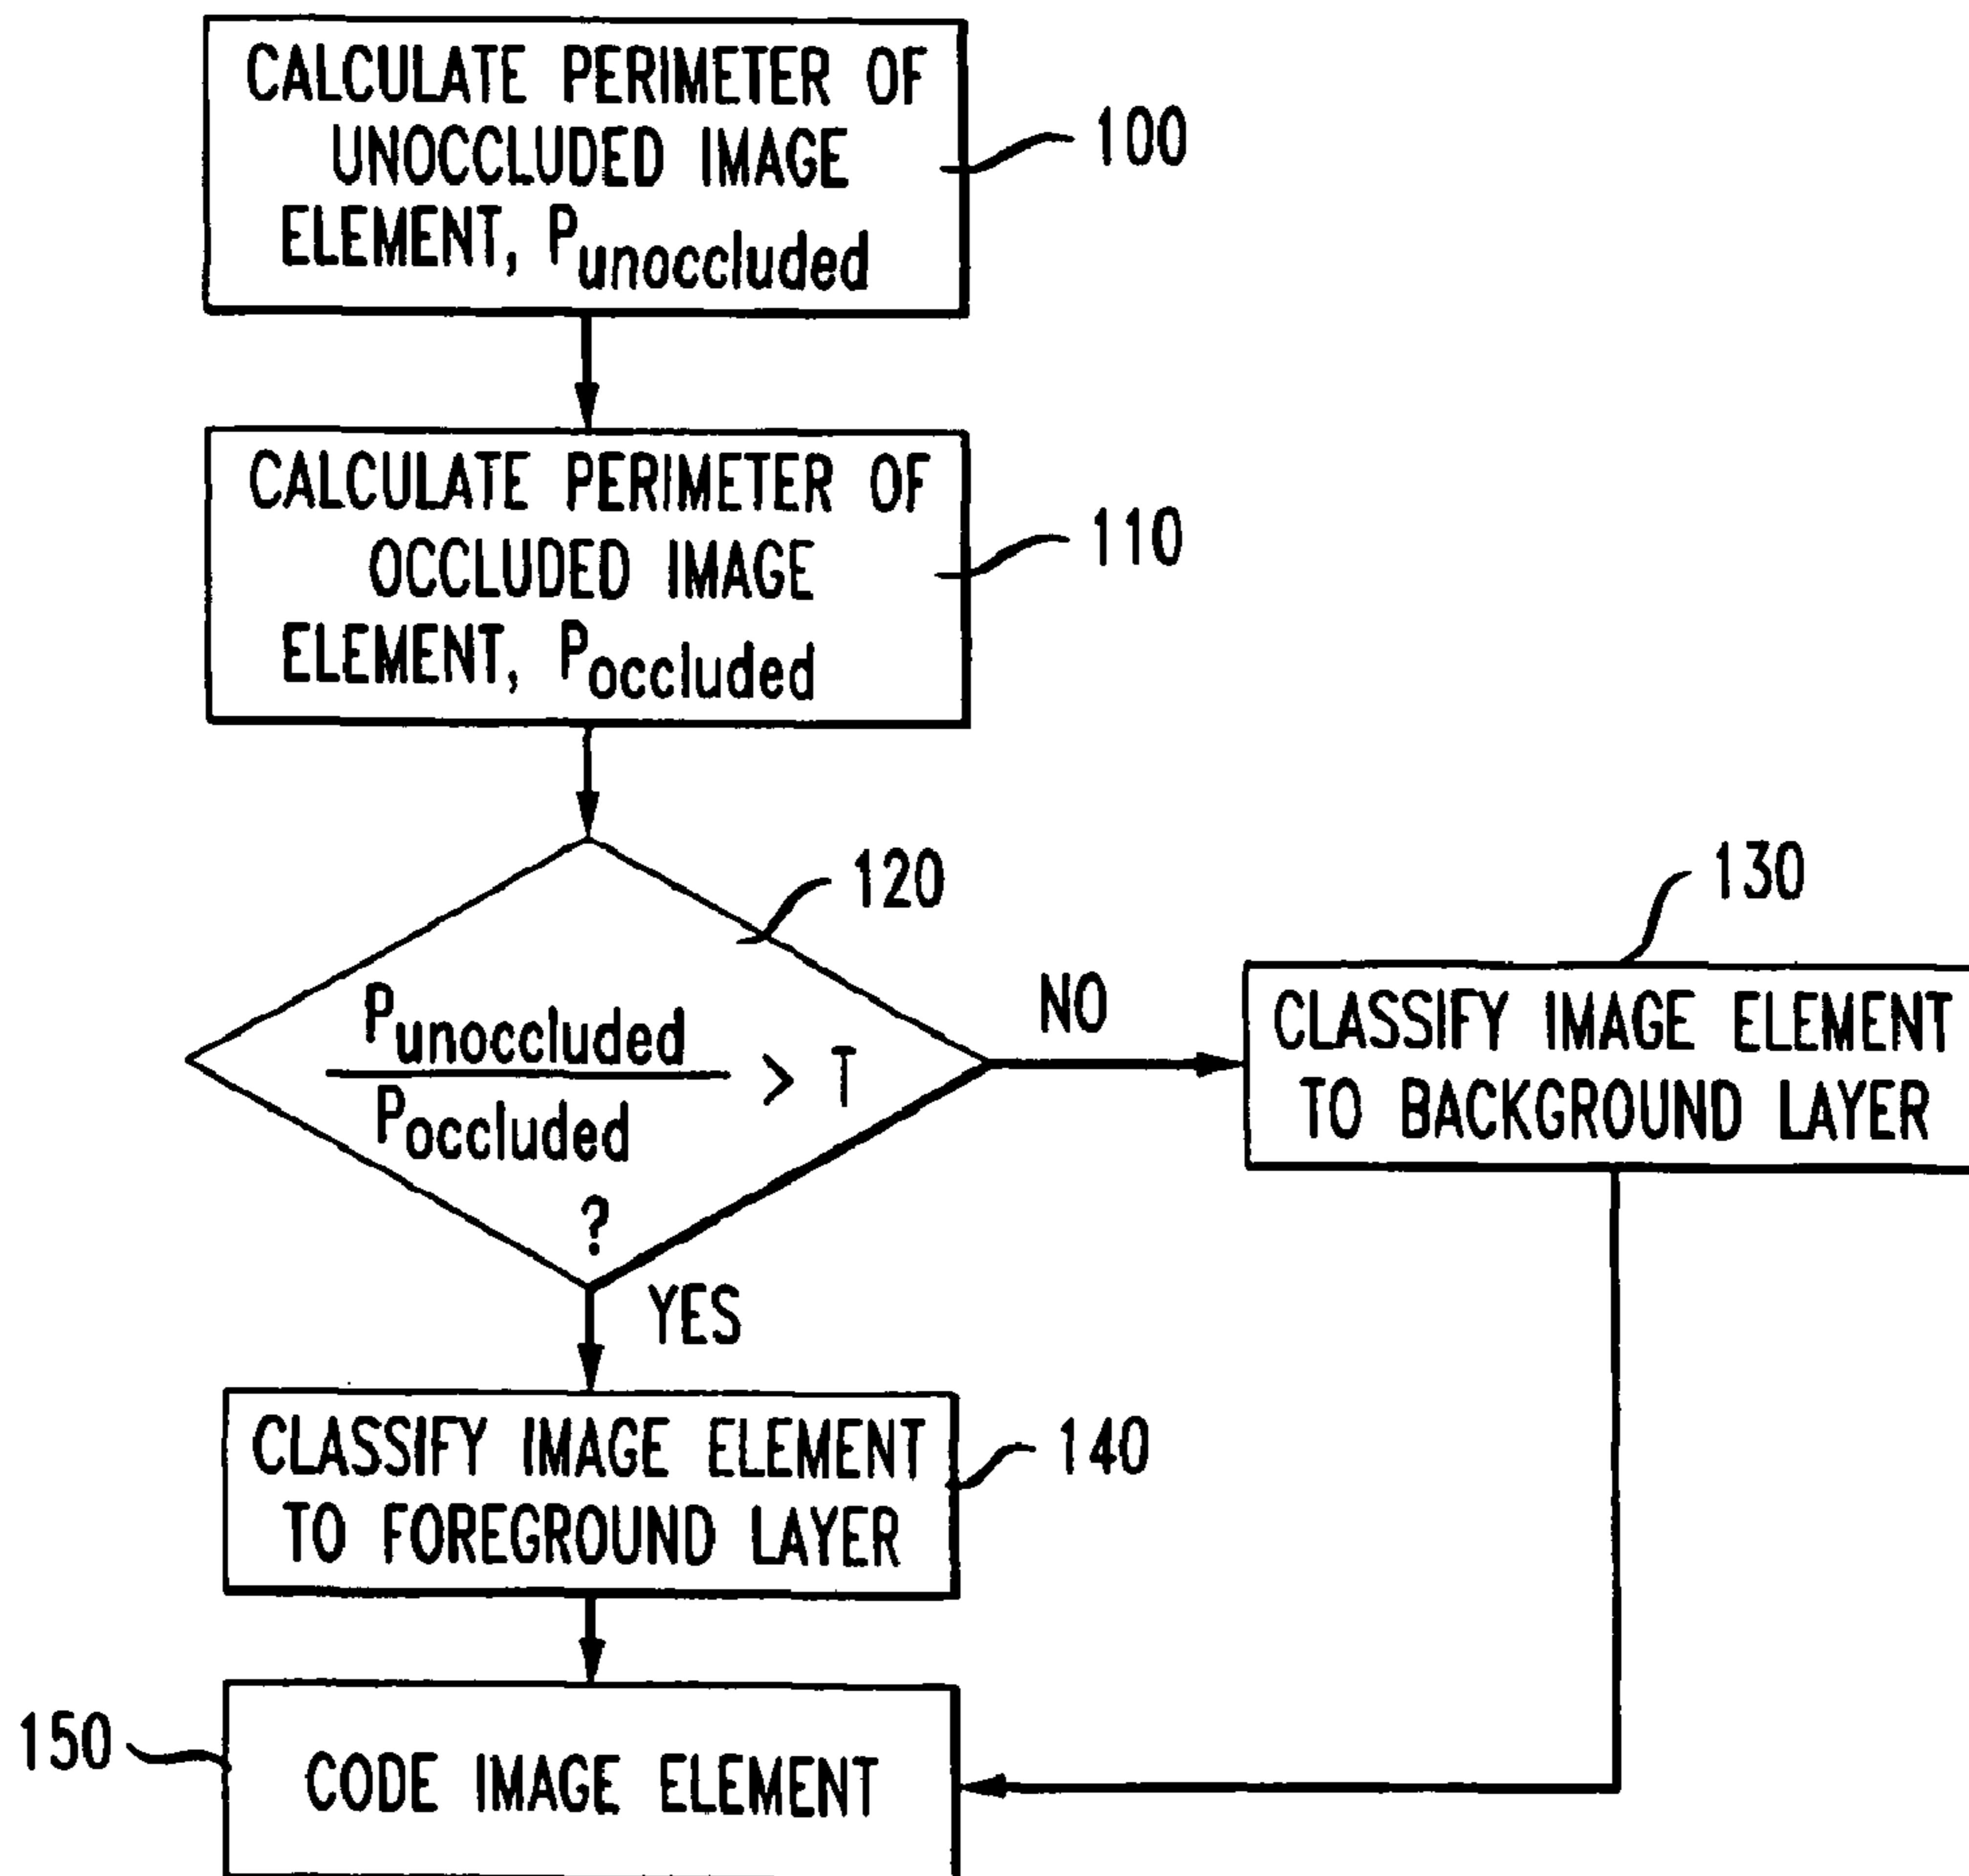 CALCULATE PERIMETER OF
UNOCCLUDED IMAGE
ELEMENT, Punoccluded
100
CALCULATE PERIMETER OF
OCCLUDED IMAGE
ELEMENT, Poccluded
110
120
Punoccluded
Poccluded
> T
?
NO
YES
130
CLASSIFY IMAGE ELEMENT
TO BACKGROUND LAYER
CLASSIFY IMAGE ELEMENT
TO FOREGROUND LAYER
140
150
CODE IMAGE ELEMENT